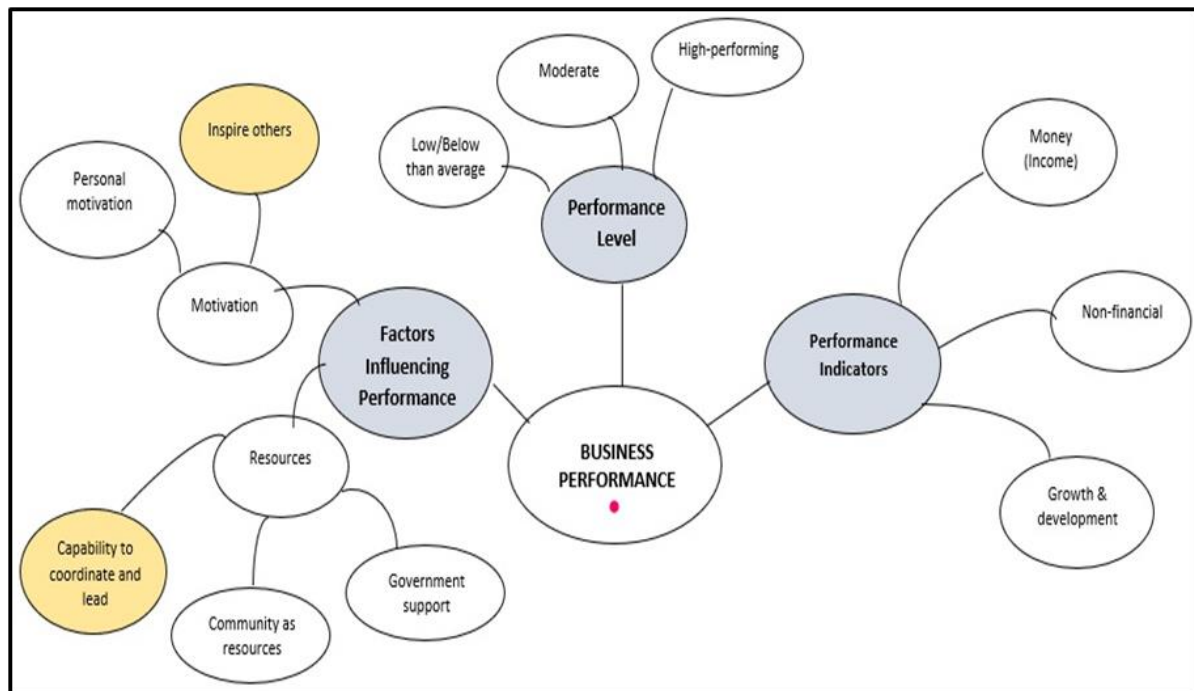 High-performing
Moderate
Inspire others
Low/Below
than average
Money
(Income)
Personal
motivation
Performance
Level
Motivation
Non-financial
Factors
Influencing
Performance
Performance
Indicators
Resources
BUSINESS
PERFORMANCE
Growth &
development
Capability to
coordinate and
lead
Government
support
Community as
resources